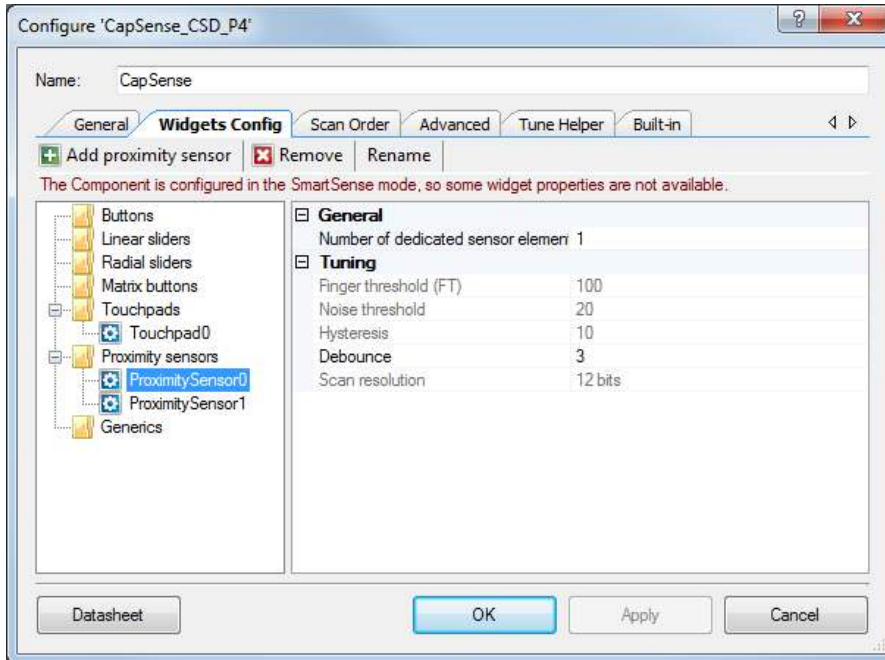 Configure 'CapSense_CSD_P4'
Name: CapSense
General Widgets Config Scan Order Advanced Tune Helper Built-in
Add proximity sensor Remove Rename
The Component is configured in the SmartSense mode, so some widget properties are not available.
Buttons
Linear sliders
Radial sliders
Matrix buttons
Touchpads
Touchpad0
Proximity sensors
ProximitySensor0
ProximitySensor1
Generics
General
Number of dedicated sensor elemen 1
Tuning
Finger threshold (FT) 100
Noise threshold 20
Hysteresis 10
Debounce 3
Scan resolution 12 bits
Datasheet OK Apply Cancel